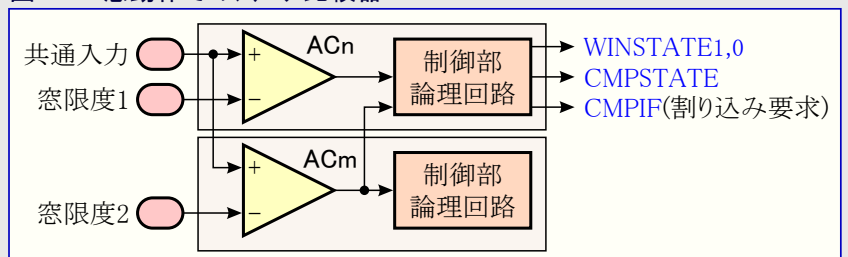 共通入力
窓限度1
窓限度2
+
−
ACn
制御部
論理回路
WINSTATE1,0
CMPSTATE
CMPIF(割り込み要求)
+
−
ACm
制御部
論理回路